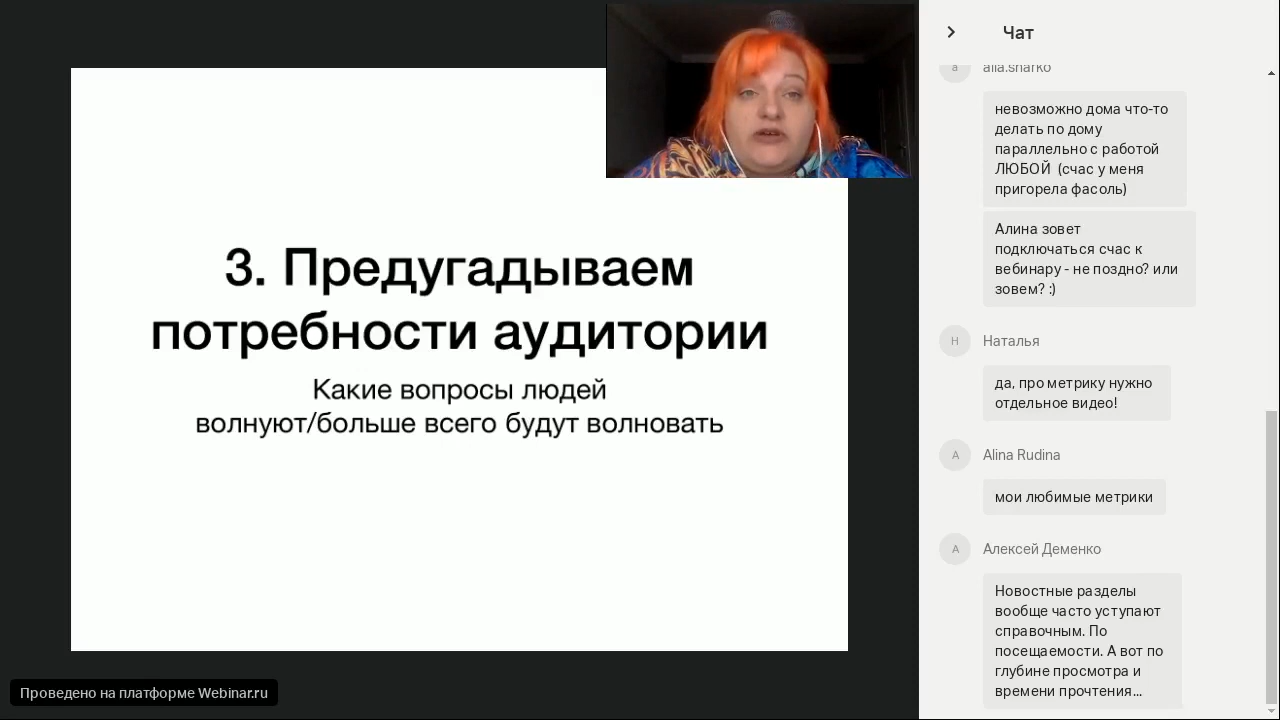 3. Предугадываем
потребности аудитории
Какие вопросы людей
волнуют/больше всего будут волновать
Проведено на платформе Webinar.ru
Чат
a
alla.sharko
невозможно дома что-то
делать по дому
параллельно с работой
ЛЮБОЙ (счас у меня
пригорела фасоль)
Алина зовет
подключаться счас к
вебинару - не поздно? или
зовем? :)
Н
Наталья
да, про метрику нужно
отдельное видео!
A
Alina Rudina
мои любимые метрики
А
Алексей Деменко
Новостные разделы
вообще часто уступают
справочным. По
посещаемости. А вот по
глубине просмотра и
времени прочтения...